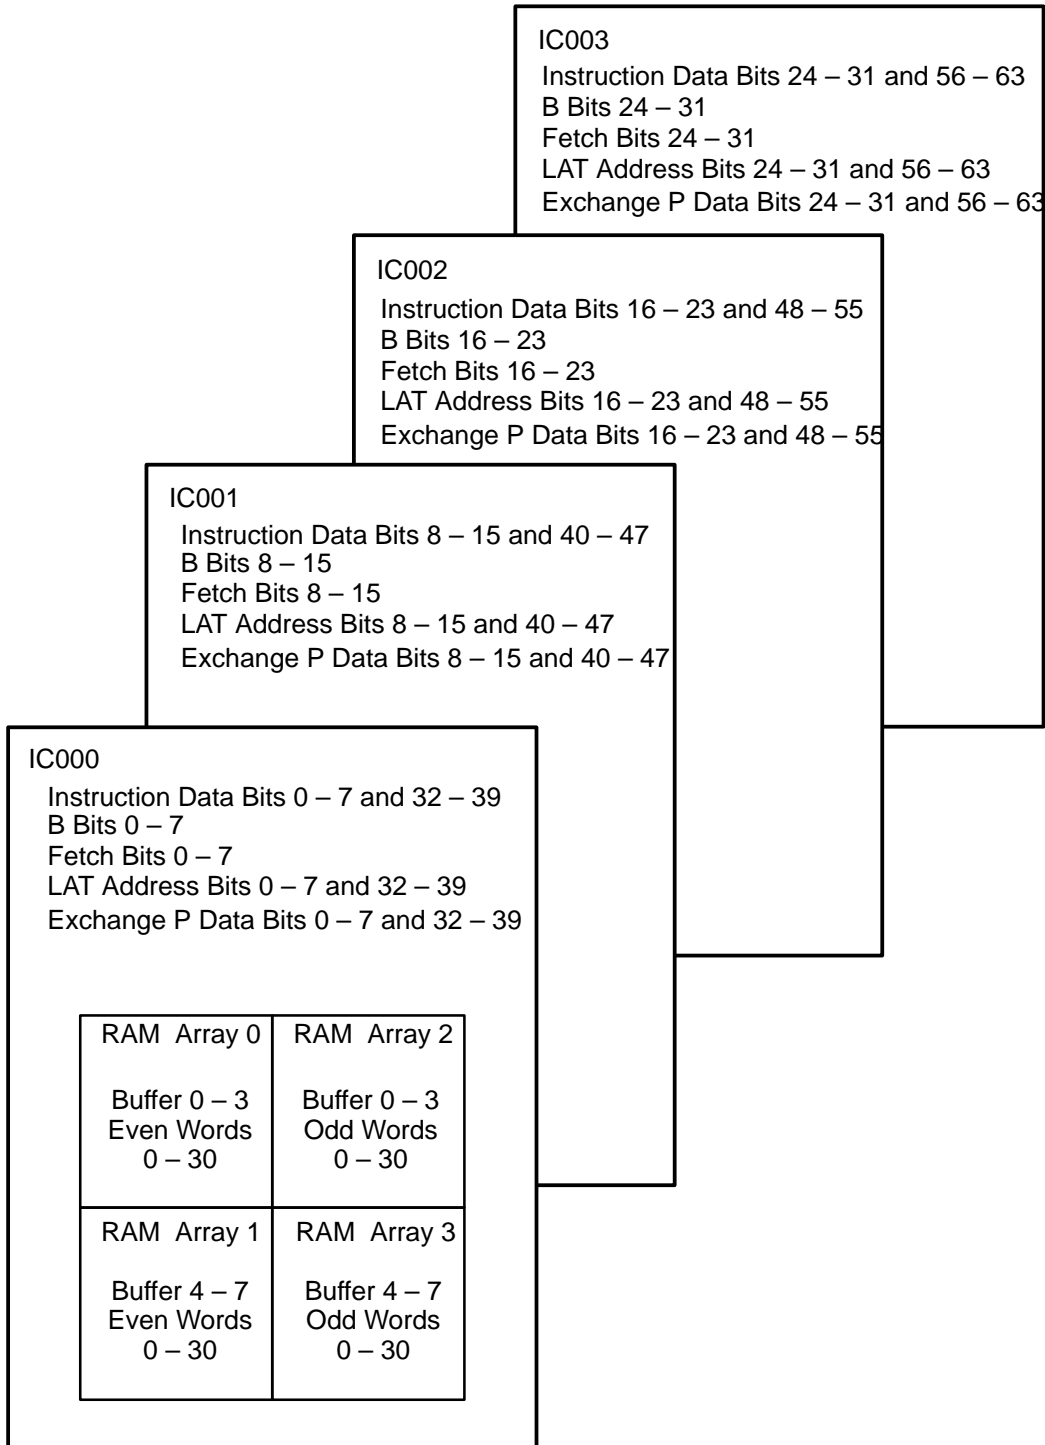 IC003
Instruction Data Bits 24 – 31 and 56 – 63
B Bits 24 – 31
Fetch Bits 24 – 31
LAT Address Bits 24 – 31 and 56 – 63
Exchange P Data Bits 24 – 31 and 56 – 63
IC002
Instruction Data Bits 16 – 23 and 48 – 55
B Bits 16 – 23
Fetch Bits 16 – 23
LAT Address Bits 16 – 23 and 48 – 55
Exchange P Data Bits 16 – 23 and 48 – 55
IC001
Instruction Data Bits 8 – 15 and 40 – 47
B Bits 8 – 15
Fetch Bits 8 – 15
LAT Address Bits 8 – 15 and 40 – 47
Exchange P Data Bits 8 – 15 and 40 – 47
IC000
Instruction Data Bits 0 – 7 and 32 – 39
B Bits 0 – 7
Fetch Bits 0 – 7
LAT Address Bits 0 – 7 and 32 – 39
Exchange P Data Bits 0 – 7 and 32 – 39
RAM Array 0
Buffer 0 – 3
Even Words
0 – 30
RAM Array 2
Buffer 0 – 3
Odd Words
0 – 30
RAM Array 1
Buffer 4 – 7
Even Words
0 – 30
RAM Array 3
Buffer 4 – 7
Odd Words
0 – 30